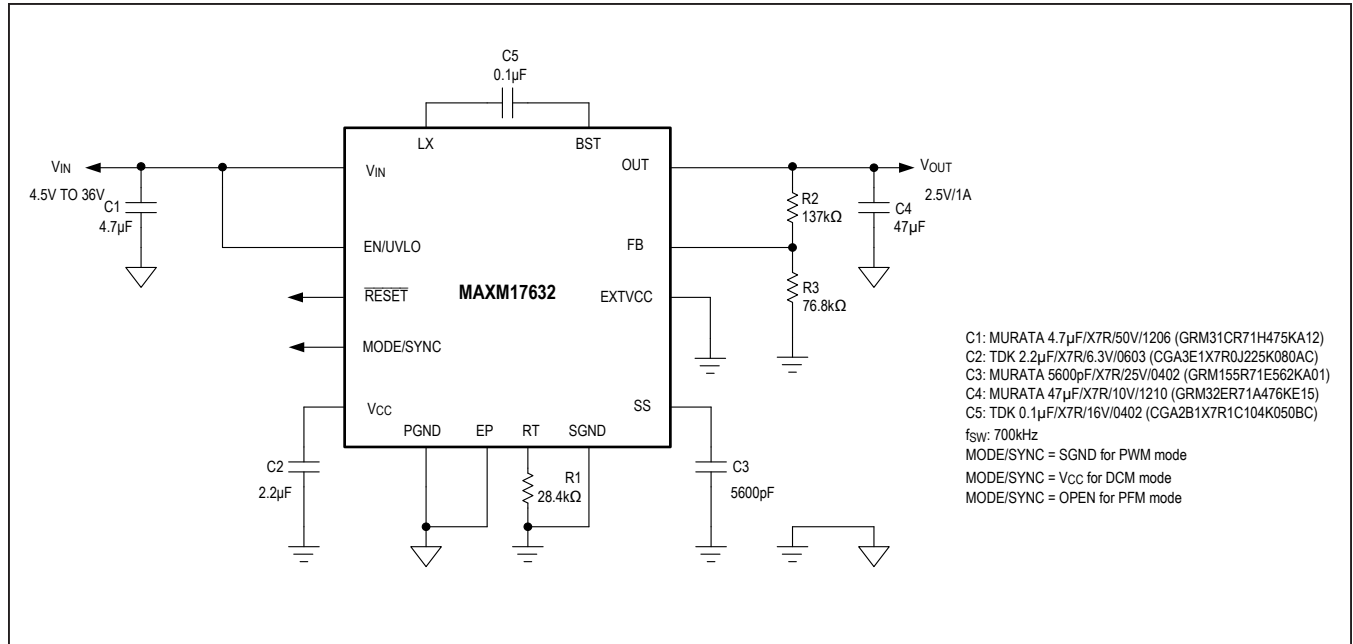 C5
0.1µF
LX
BST
VIN
4.5V TO 36V
C1
4.7µF
VIN
OUT
VOUT
2.5V/1A
R2
137kΩ
C4
47µF
EN/UVLO
FB
RESET
MAXM17632
EXTVCC
R3
76.8kΩ
MODE/SYNC
VCC
SS
PGND
EP
RT
SGND
C2
2.2µF
R1
28.4kΩ
C3
5600pF
C1: MURATA 4.7µF/X7R/50V/1206 (GRM31CR71H475KA12)
C2: TDK 2.2µF/X7R/6.3V/0603 (CGA3E1X7R0J225K080AC)
C3: MURATA 5600pF/X7R/25V/0402 (GRM155R71E562KA01)
C4: MURATA 47µF/X7R/10V/1210 (GRM32ER71A476KE15)
C5: TDK 0.1µF/X7R/16V/0402 (CGA2B1X7R1C104K050BC)
fSW: 700kHz
MODE/SYNC = SGND for PWM mode
MODE/SYNC = VCC for DCM mode
MODE/SYNC = OPEN for PFM mode